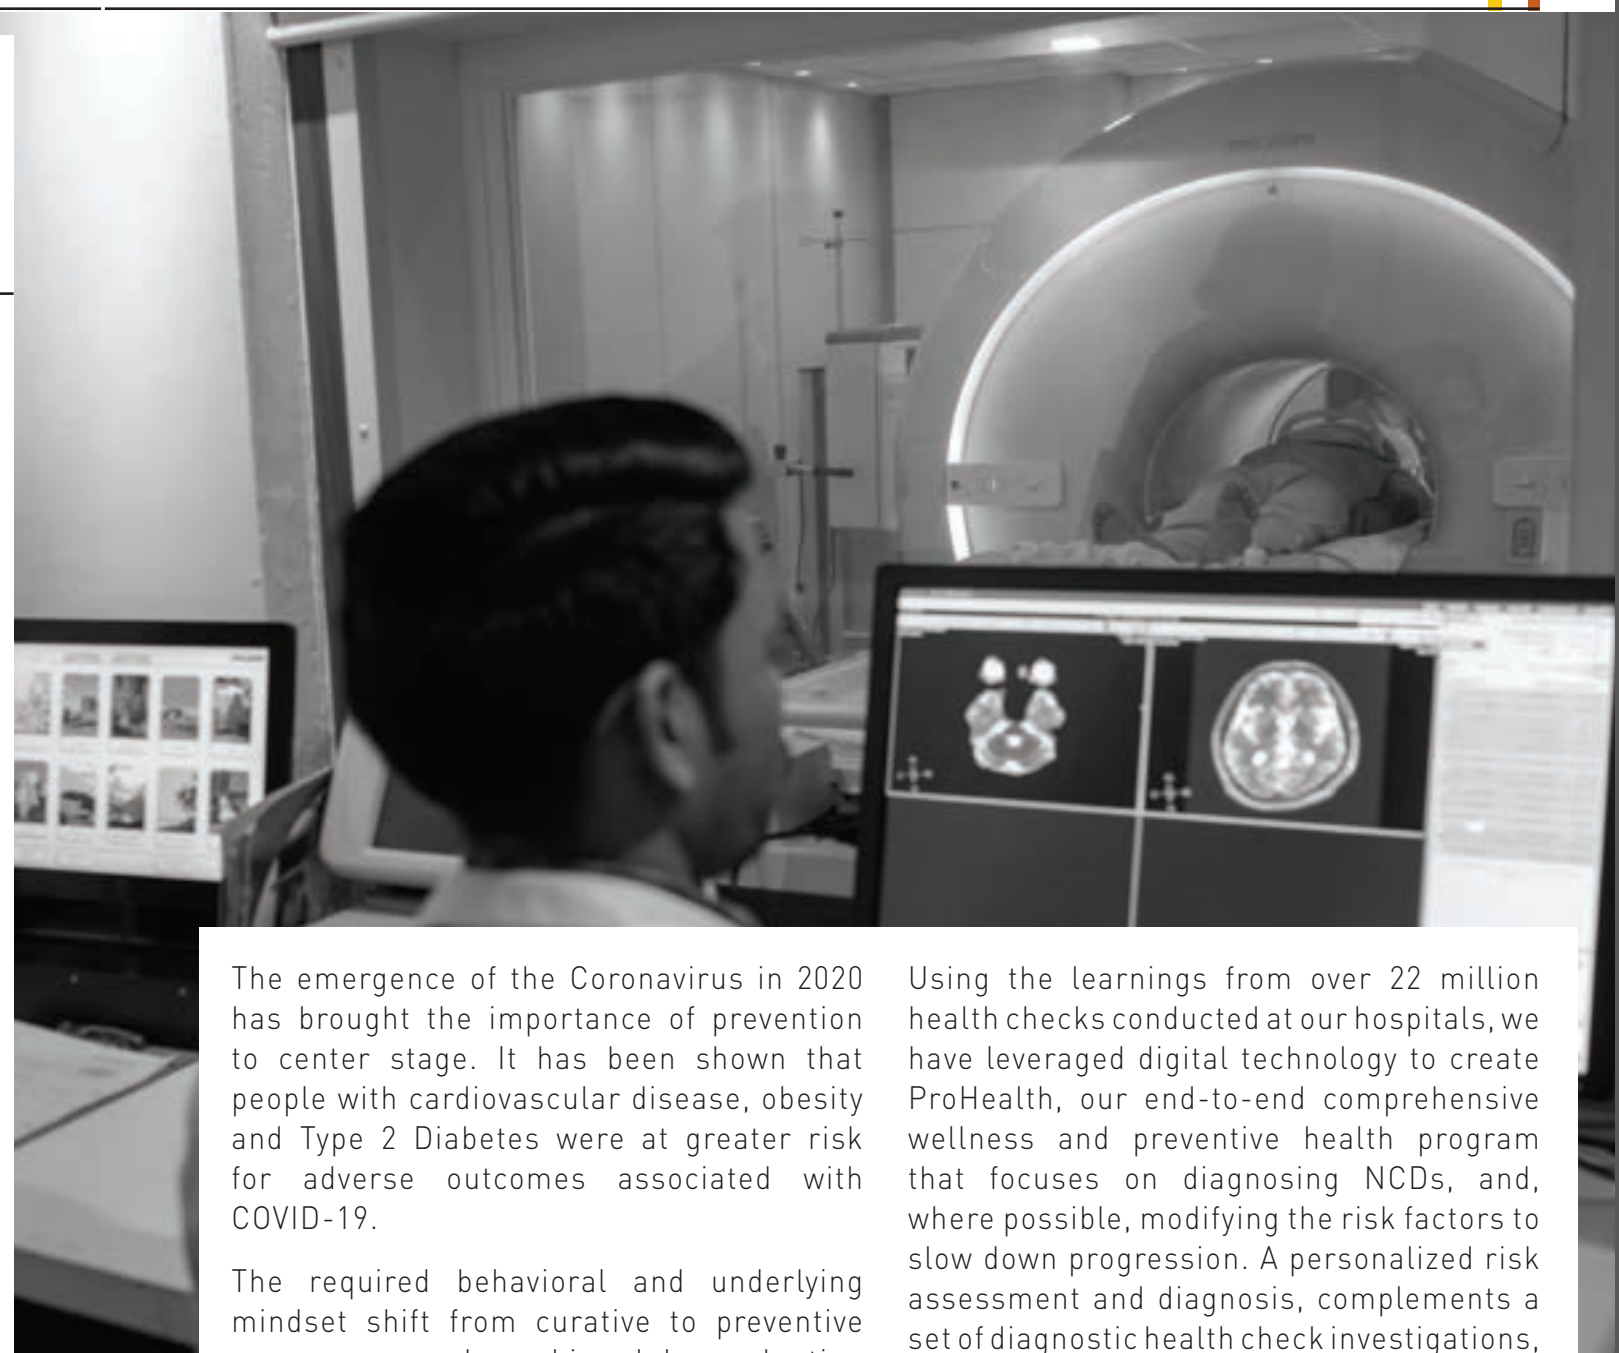 The emergence of the Coronavirus in 2020
has brought the importance of prevention
to center stage. It has been shown that
people with cardiovascular disease, obesity
and Type 2 Diabetes were at greater risk
for adverse outcomes associated with
COVID-19.
The required behavioral and underlying
mindset shift from curative to preventive
Using the learnings from over 22 million
health checks conducted at our hospitals, we
have leveraged digital technology to create
ProHealth, our end-to-end comprehensive
wellness and preventive health program
that focuses on diagnosing NCDs, and,
where possible, modifying the risk factors to
slow down progression. A personalized risk
assessment and diagnosis, complements a
set of diagnostic health check investigations,